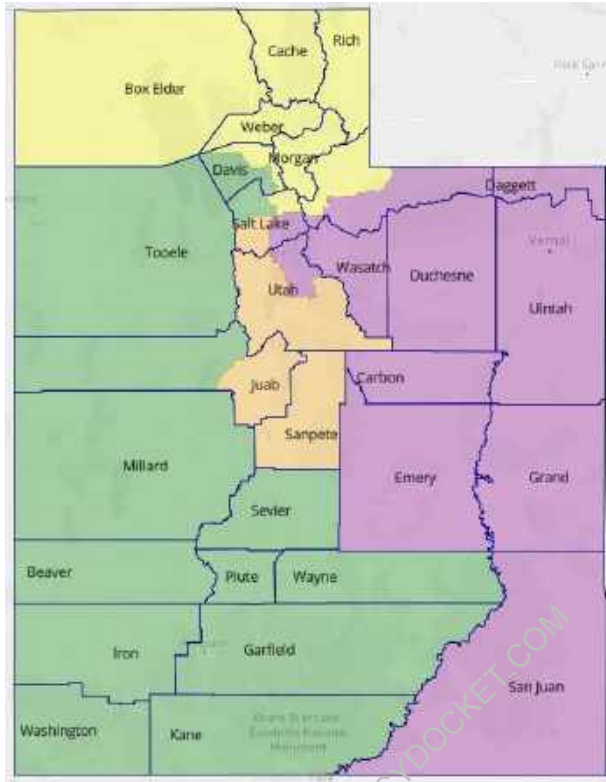 Rich
Cache
Box Elder
Weber
Morgan
Davis
Daggett
Salt Lake
Vernal
Tooele
Wasatch
Duchesne
Utah
Uintah
Carbon
Juab
Sanpete
Millard
Emery
Grand
Sevier
Beaver
Piute
Wayne
Iron
Garfield
San Juan
Washington
Kane
YDOCKET.COM